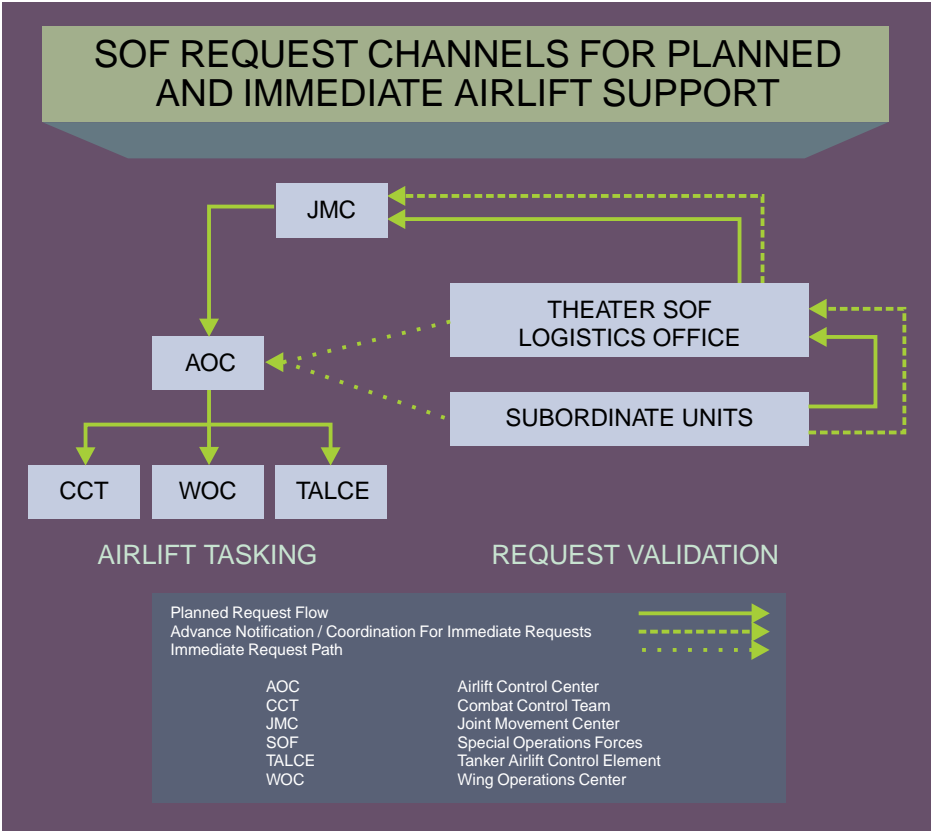 SOF REQUEST CHANNELS FOR PLANNED
AND IMMEDIATE AIRLIFT SUPPORT
JMC
THEATER SOF
LOGISTICS OFFICE
AOC
SUBORDINATE UNITS
CCT
WOC
TALCE
AIRLIFT TASKING
REQUEST VALIDATION
Planned Request Flow
Advance Notification / Coordination For Immediate Requests
Immediate Request Path
AOC Airlift Control Center
CCT Combat Control Team
JMC Joint Movement Center
SOF Special Operations Forces
TALCE Tanker Airlift Control Element
WOC Wing Operations Center